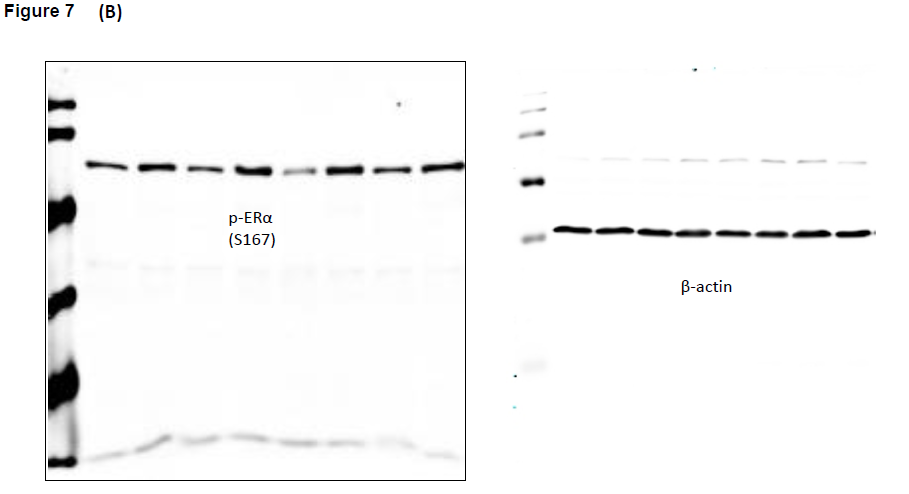 Figure 7 (B)
p-ERα
(S167)
β-actin